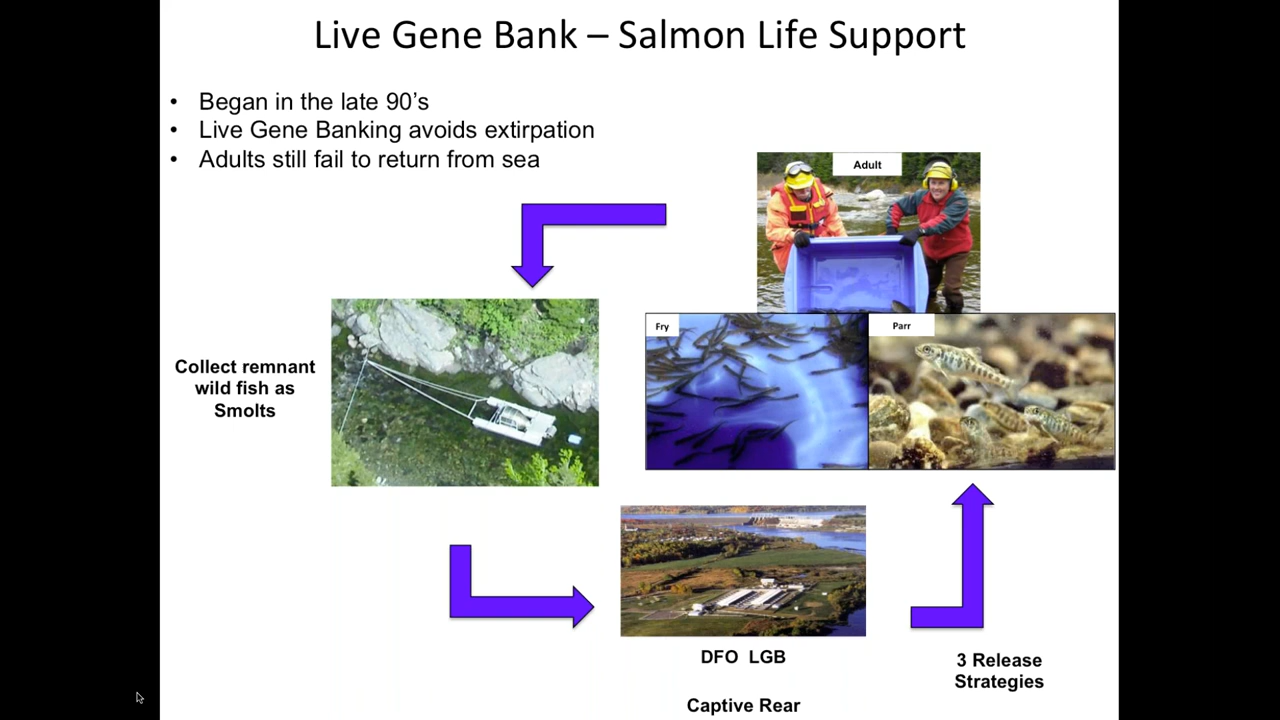 Live Gene Bank – Salmon Life Support
• Began in the late 90’s
• Live Gene Banking avoids extirpation
• Adults still fail to return from sea
Adult
Fry
Parr
Collect remnant
wild fish as
Smolts
DFO LGB
Captive Rear
3 Release
Strategies